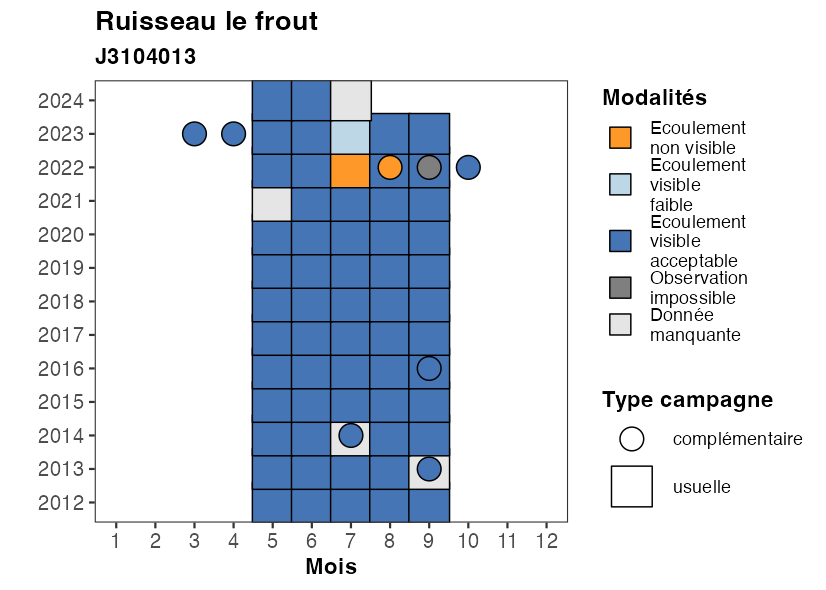 Ruisseau le frout
J3104013
2024
2023
2022
2021
2020
2019
2018
2017
2016
2015
2014
2013
2012
1 2 3 4 5 6 7 8 9 10 11 12
Mois
Modalités
Ecoulement
non visible
Ecoulement
visible
faible
Ecoulement
visible
acceptable
Observation
impossible
Donnée
manquante
Type campagne
complémentaire
usuelle